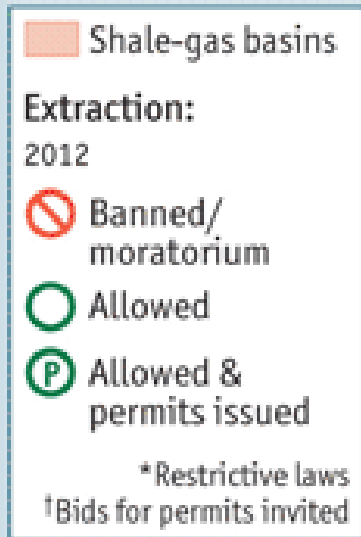 Shale-gas basins
Extraction:
2012
Banned/
moratorium
Allowed
P Allowed &
permits issued
*Restrictive laws
†Bids for permits invited